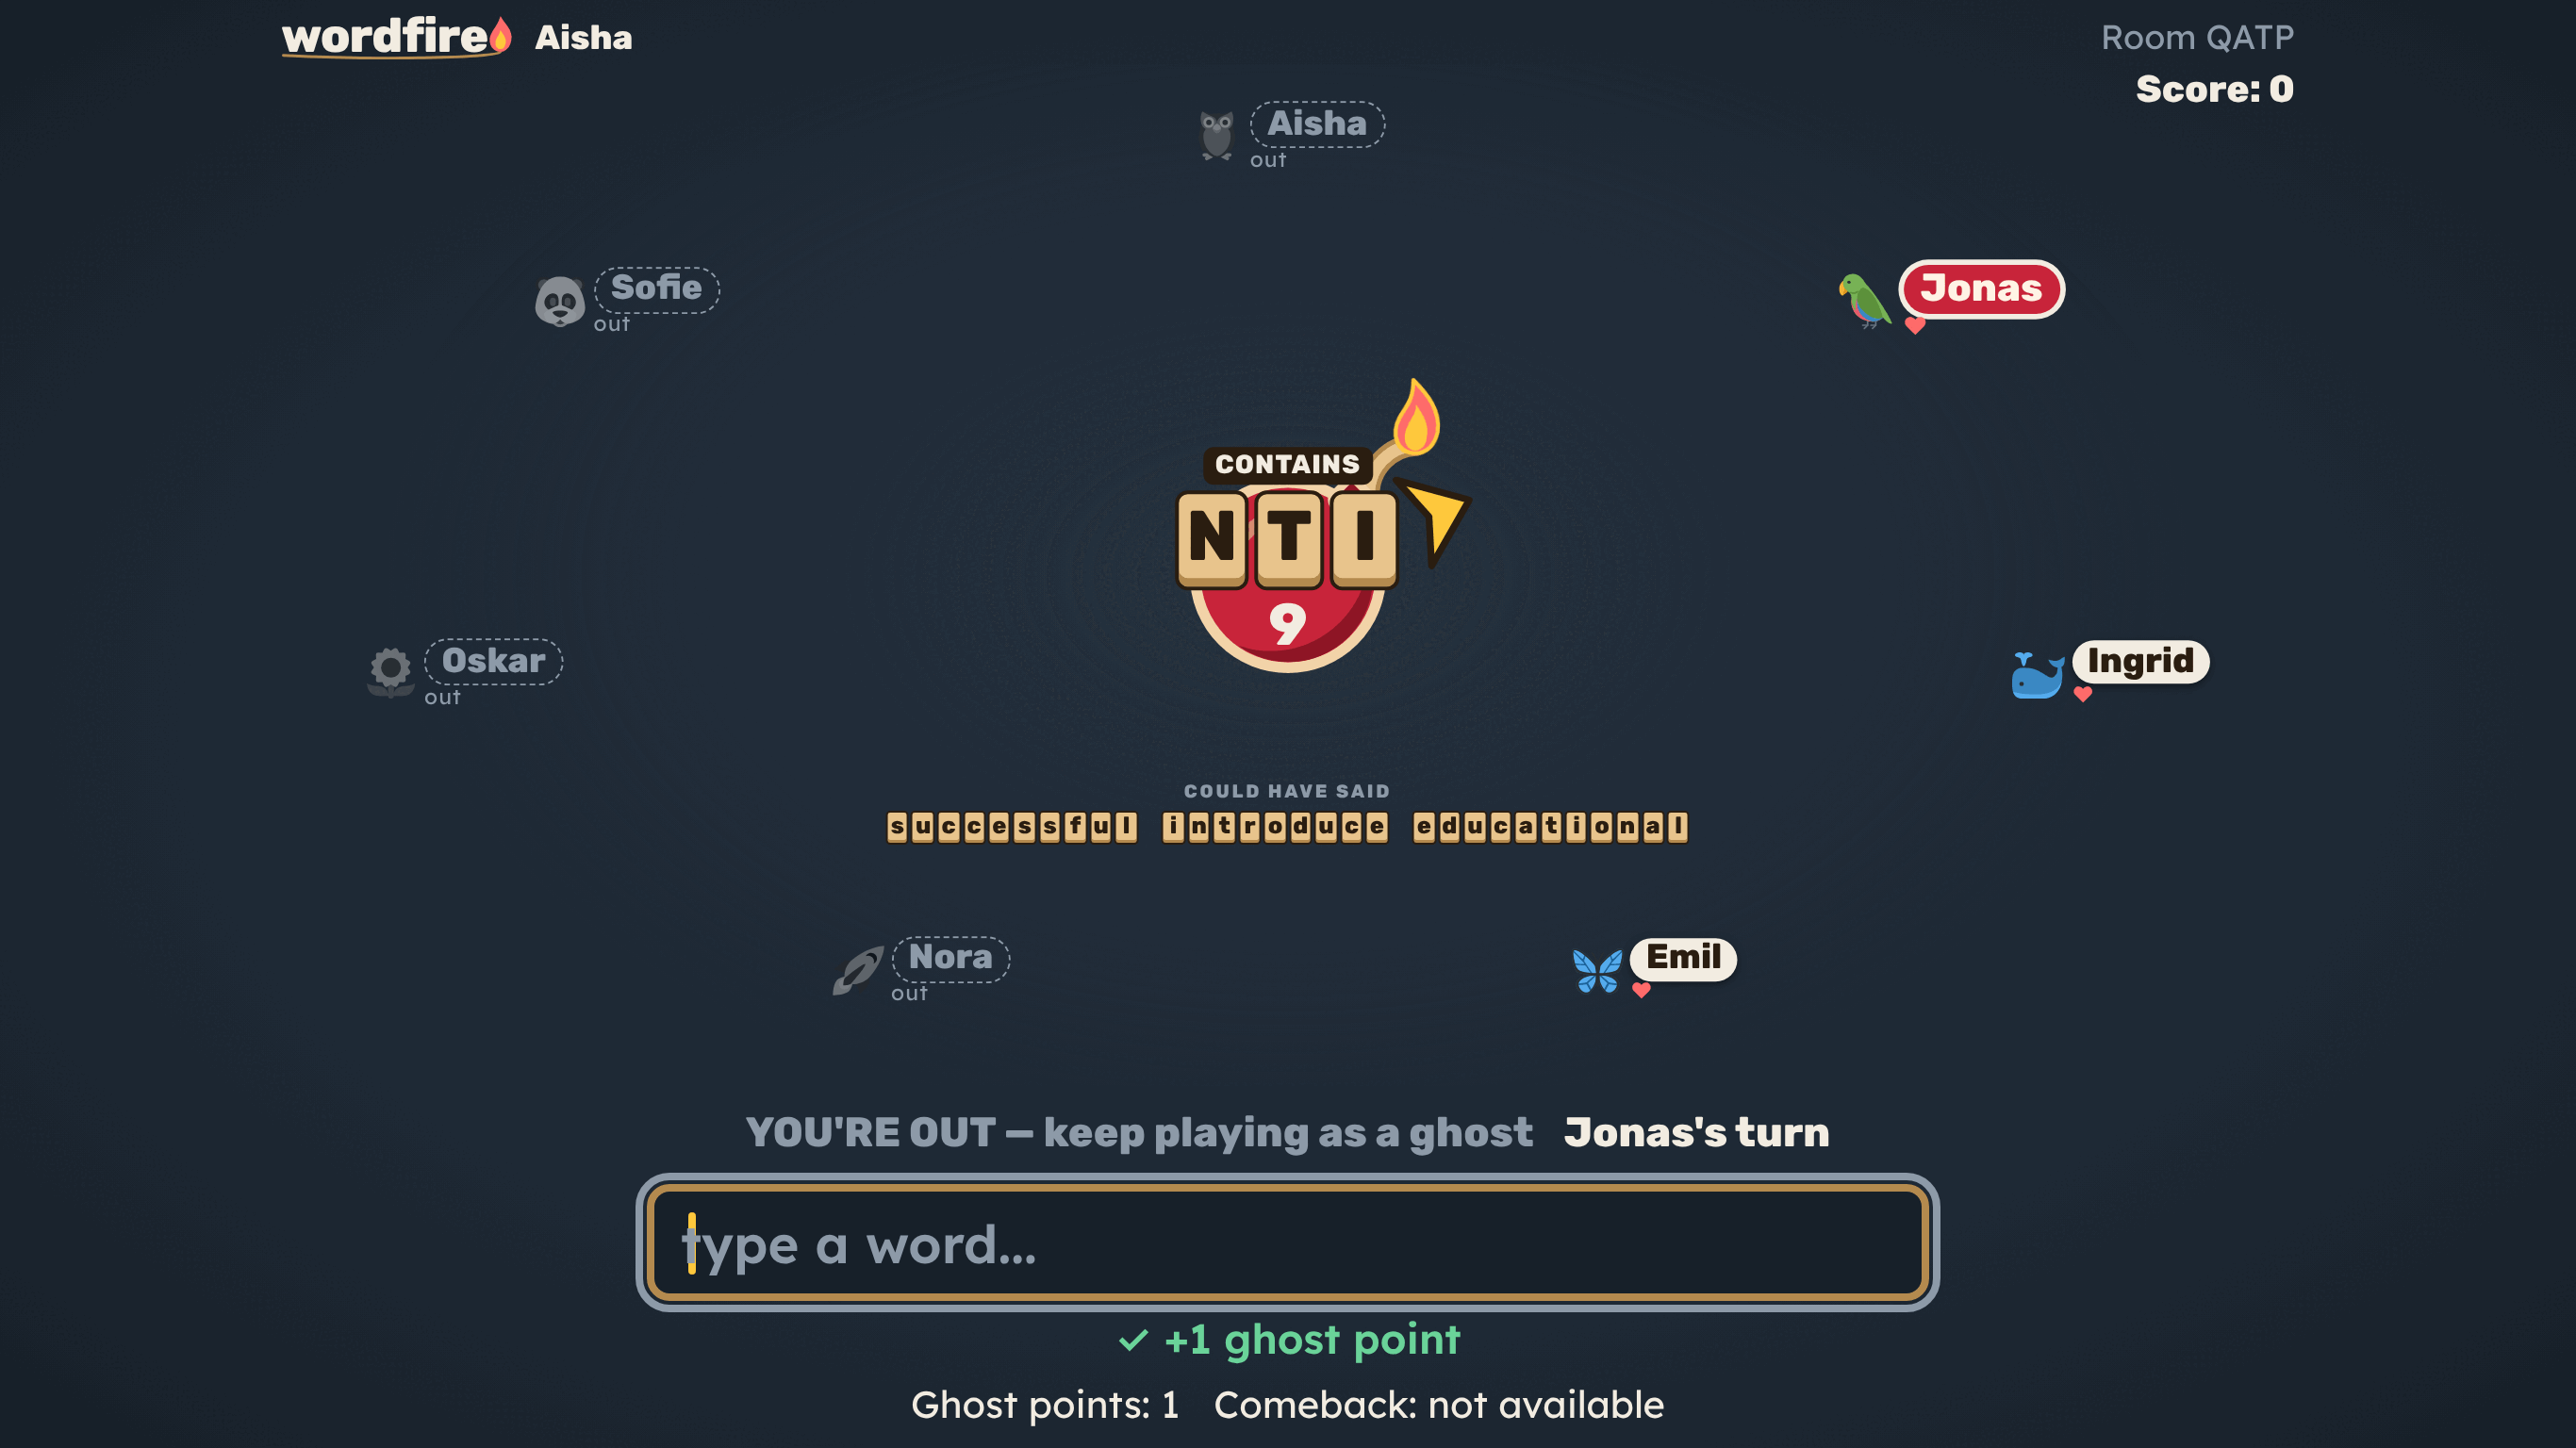 wordfire Aisha
Room QATP
Score: 0
Aisha
out
Sofie
out
Jonas
CONTAINS
NTI
9
Oskar
out
Ingrid
COULD HAVE SAID
successful introduce educational
Nora
out
Emil
YOU'RE OUT — keep playing as a ghost Jonas's turn
type a word...
✓ +1 ghost point
Ghost points: 1 Comeback: not available